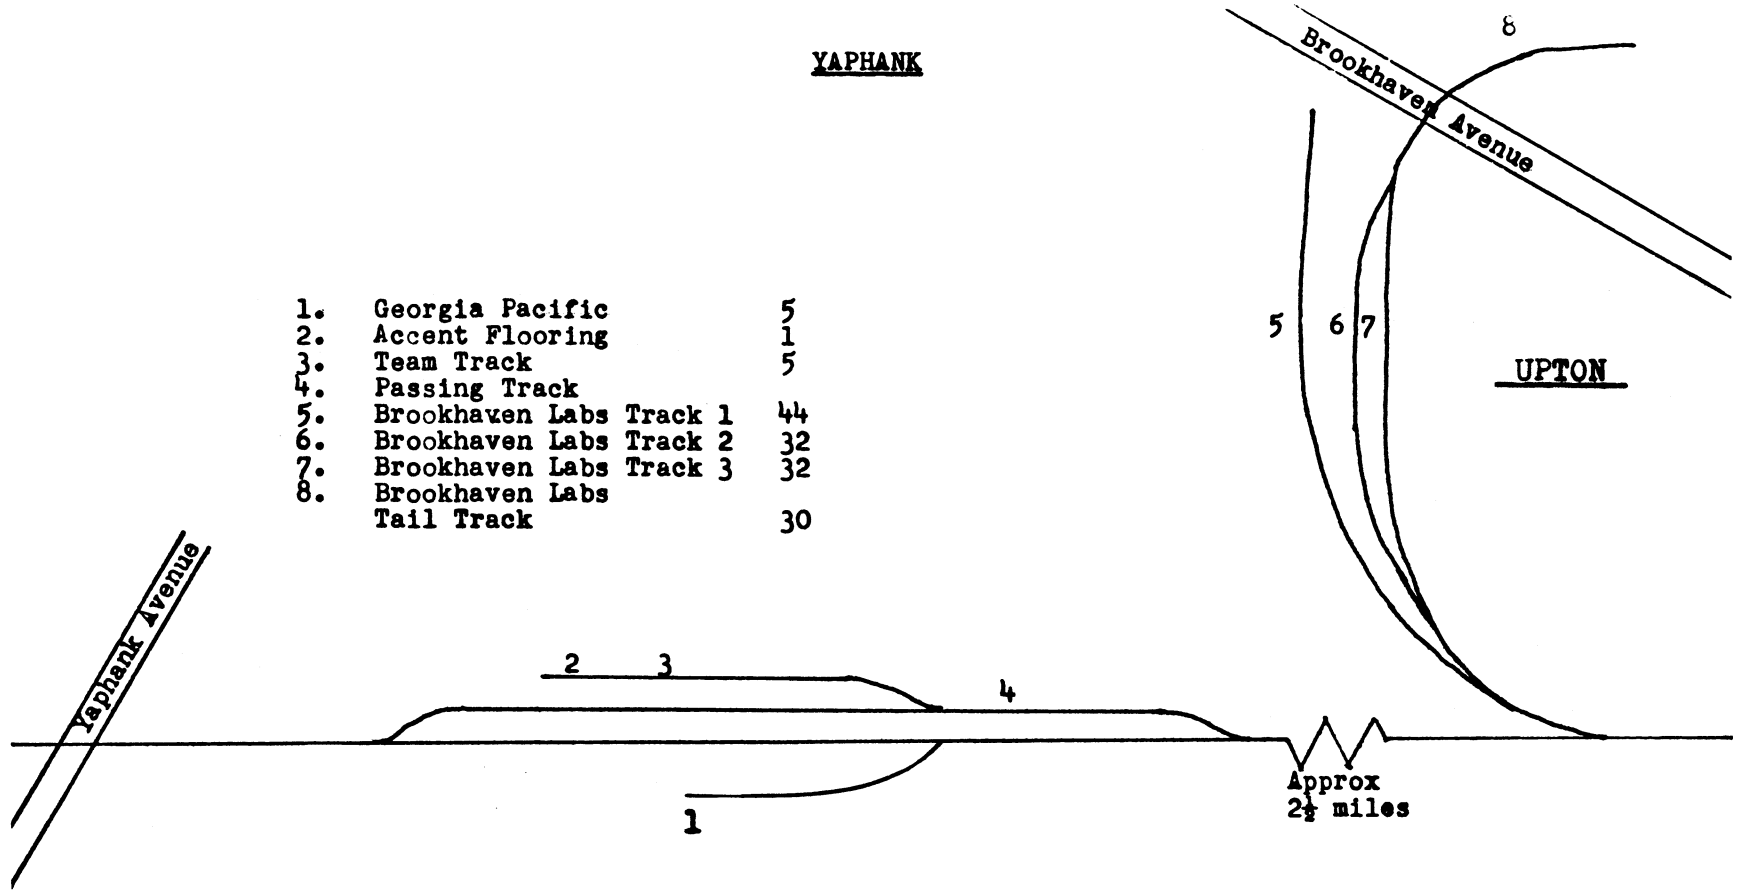 YAPHANK
8
Brookhaven Avenue
1. Georgia Pacific 5
2. Accent Flooring 1
3. Team Track 5
4. Passing Track
5. Brookhaven Labs Track 1 44
6. Brookhaven Labs Track 2 32
7. Brookhaven Labs Track 3 32
8. Brookhaven Labs
Tail Track 30
5 6 7
UPTON
Yaphank Avenue
2 3
4
1
Approx
2½ miles